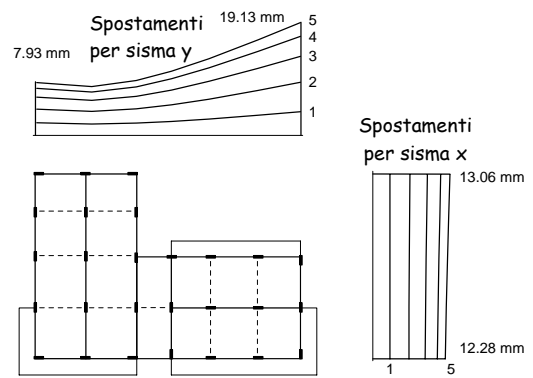 Spostamenti
per sisma y
19.13 mm
7.93 mm
5
4
3
2
1
Spostamenti
per sisma x
13.06 mm
12.28 mm
1 5